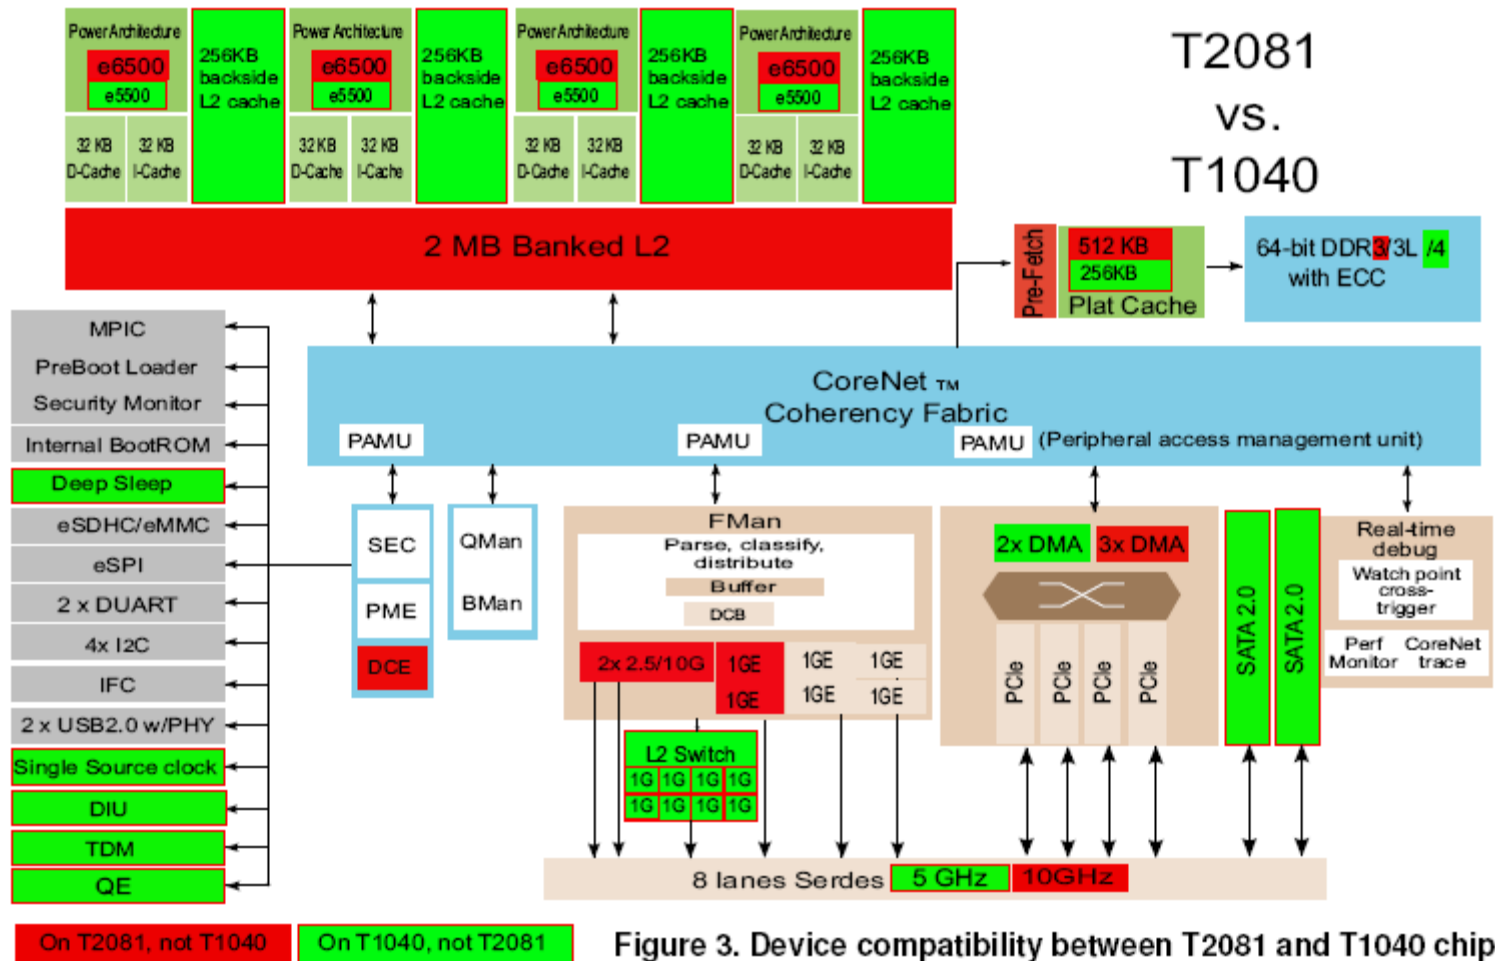 Power Architecture
e6500
e5500
32 KB
D-Cache
32 KB
I-Cache
256KB
backside
L2 cache
Power Architecture
e6500
e5500
32 KB
D-Cache
32 KB
I-Cache
256KB
backside
L2 cache
Power Architecture
e6500
e5500
32 KB
D-Cache
32 KB
I-Cache
256KB
backside
L2 cache
Power Architecture
e6500
e5500
32 KB
D-Cache
32 KB
I-Cache
256KB
backside
L2 cache
T2081
vs.
T1040
2 MB Banked L2
Pre-Fetch
512 KB
256KB
Plat Cache
64-bit DDR3/3L /4
with ECC
MPIC
PreBoot Loader
Security Monitor
Internal BootROM
Deep Sleep
eSDHC/eMMC
eSPI
2 x DUART
4x I2C
IFC
2 x USB2.0 w/PHY
Single Source clock
DIU
TDM
QE
CoreNet TM
Coherency Fabric
PAMU
PAMU
PAMU (Peripheral access management unit)
SEC
PME
DCE
QMan
BMan
FMan
Parse, classify,
distribute
Buffer
DCB
2x 2.5/10G
1GE
1GE
1GE
1GE
1GE
1GE
L2 Switch
1G 1G 1G 1G
1G 1G 1G 1G
2x DMA
3x DMA
PCIe
PCIe
PCIe
PCIe
SATA 2.0
SATA 2.0
Real-time
debug
Watch point
cross-
trigger
Perf
Monitor
CoreNet
trace
8 lanes Serdes 5 GHz 10GHz
On T2081, not T1040
On T1040, not T2081
Figure 3. Device compatibility between T2081 and T1040 chip